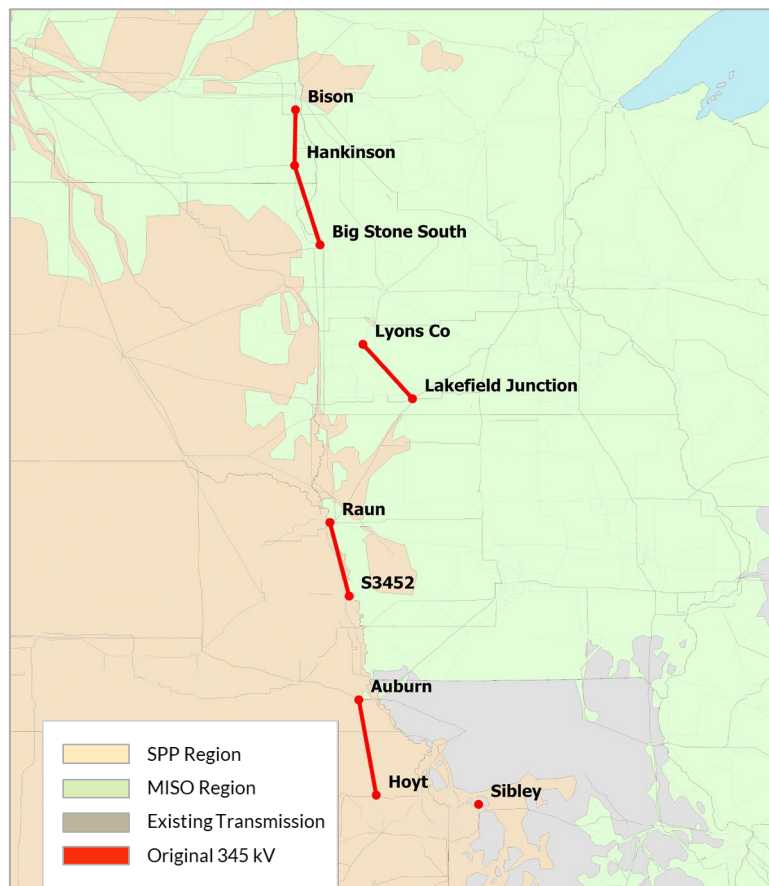 Bison
Hankinson
Big Stone South
Lyons Co
Lakefield Junction
Raun
S3452
Auburn
Hoyt
Sibley
SPP Region
MISO Region
Existing Transmission
Original 345 kV